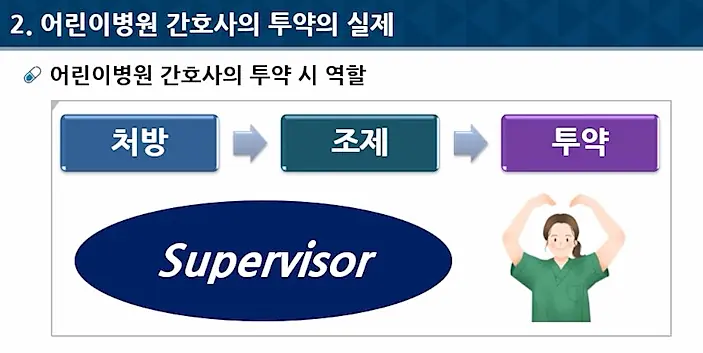 2. 어린이병원 간호사의 투약의 실제
어린이병원 간호사의 투약 시 역할
처방
조제
투약
Supervisor